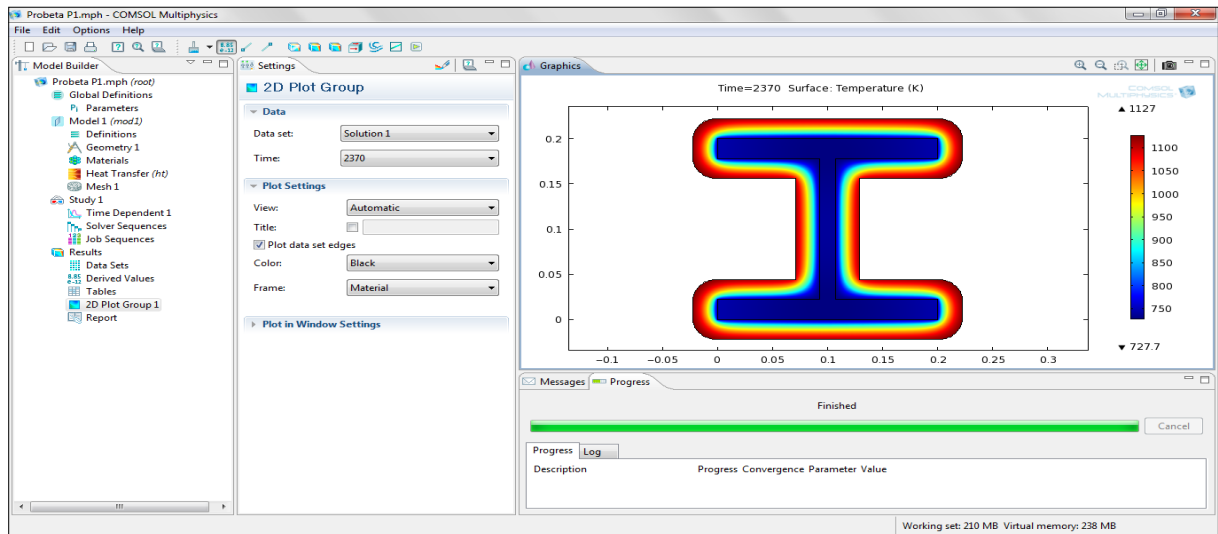 Probeta P1.mph - COMSOL Multiphysics
File Edit Options Help
Model Builder
Probeta P1.mph (root)
Global Definitions
Pi Parameters
Model 1 (mod1)
Definitions
Geometry 1
Materials
Heat Transfer (ht)
Mesh 1
Study 1
Time Dependent 1
Solver Sequences
Job Sequences
Results
Data Sets
Derived Values
Tables
2D Plot Group 1
Report
Settings
2D Plot Group
Data
Data set: Solution 1
Time: 2370
Plot Settings
View: Automatic
Title:
Plot data set edges
Color: Black
Frame: Material
Plot in Window Settings
Graphics
Time=2370 Surface: Temperature (K)
COMSOL
MULTIPHYSICS
▲ 1127
0.2
0.15
0.1
0.05
0
-0.1 -0.05 0 0.05 0.1 0.15 0.2 0.25 0.3
1100
1050
1000
950
900
850
800
750
▼ 727.7
Messages Progress
Finished
Cancel
Progress Log
Description Progress Convergence Parameter Value
Working set: 210 MB Virtual memory: 238 MB